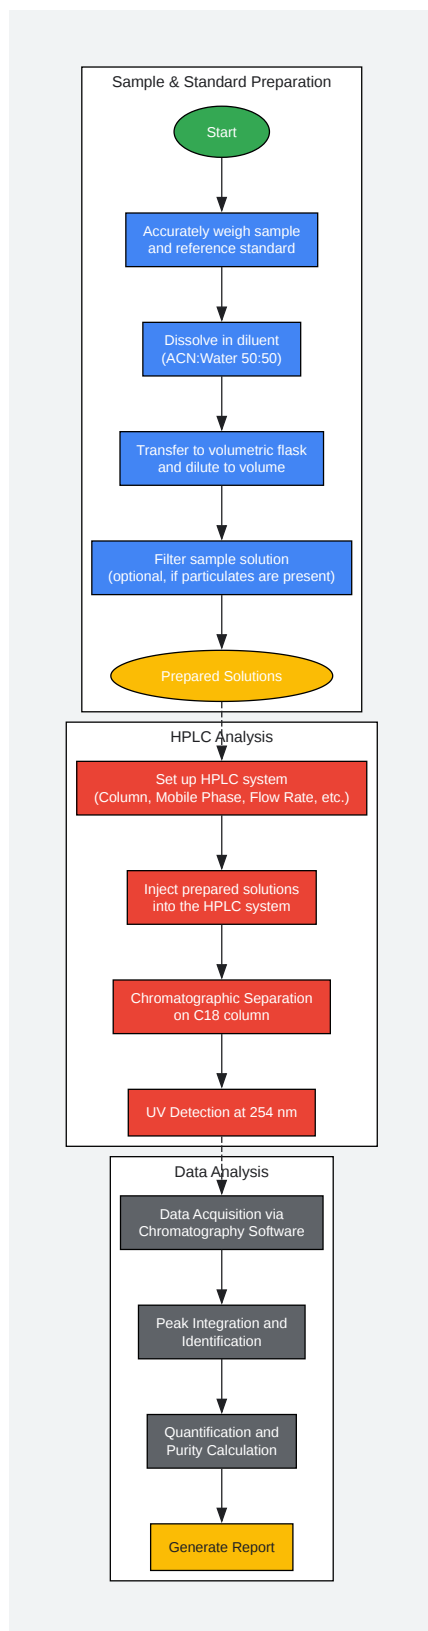 Sample & Standard Preparation
Start
Accurately weigh sample
and reference standard
Dissolve in diluent
(ACN:Water 50:50)
Transfer to volumetric flask
and dilute to volume
Filter sample solution
(optional, if particulates are present)
Prepared Solutions
HPLC Analysis
Set up HPLC system
(Column, Mobile Phase, Flow Rate, etc.)
Inject prepared solutions
into the HPLC system
Chromatographic Separation
on C18 column
UV Detection at 254 nm
Data Analysis
Data Acquisition via
Chromatography Software
Peak Integration and
Identification
Quantification and
Purity Calculation
Generate Report